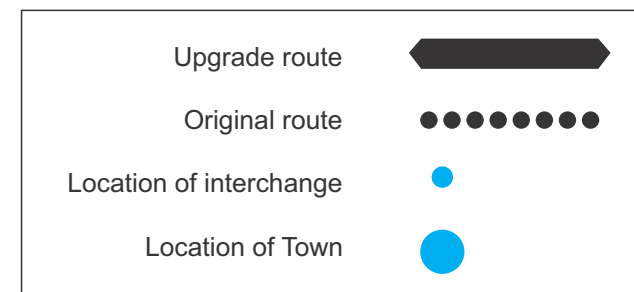 Upgrade route
Original route
Location of interchange
Location of Town